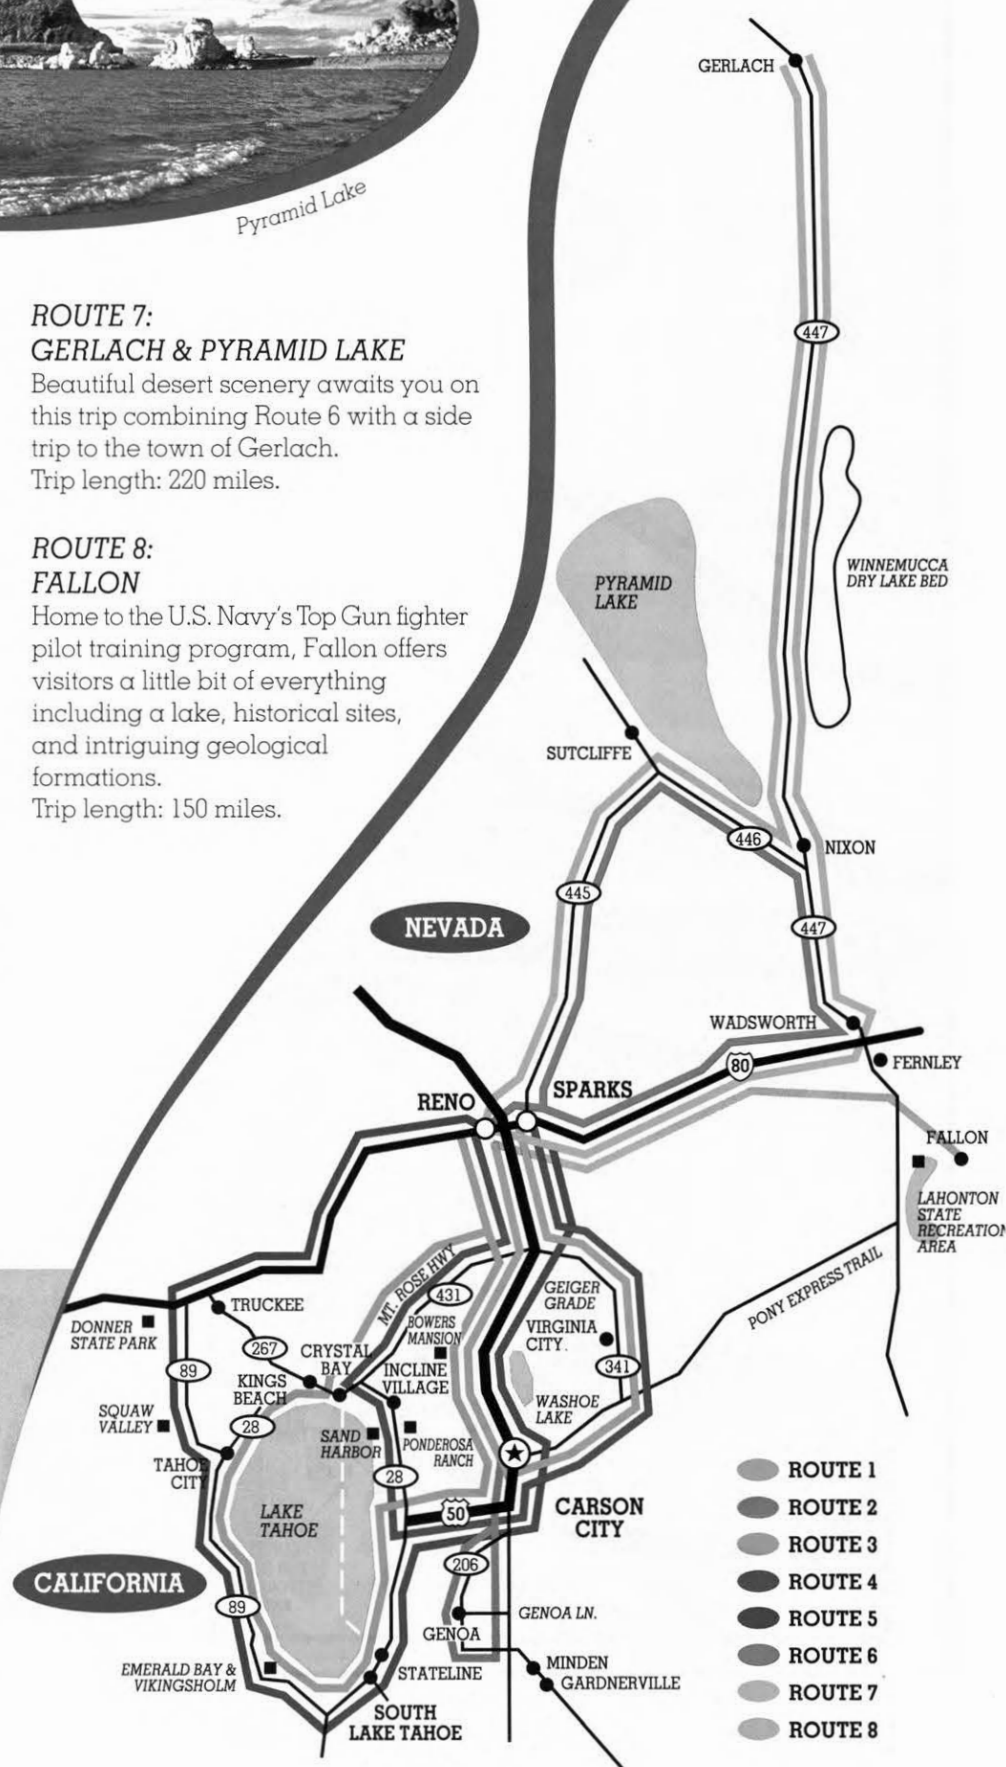 Pyramid Lake
ROUTE 7:
GERLACH & PYRAMID LAKE
Beautiful desert scenery awaits you on
this trip combining Route 6 with a side
trip to the town of Gerlach.
Trip length: 220 miles.
ROUTE 8:
FALLON
Home to the U.S. Navy's Top Gun fighter
pilot training program, Fallon offers
visitors a little bit of everything
including a lake, historical sites,
and intriguing geological
formations.
Trip length: 150 miles.
GERLACH
447
WINNEMUCCA
DRY LAKE BED
PYRAMID
LAKE
SUTCLIFFE
446
NIXON
445
447
NEVADA
WADSWORTH
80
FERNLEY
RENO
SPARKS
FALLON
LAHONTON
STATE
RECREATION
AREA
PONY EXPRESS TRAIL
MT. ROSE HWY
431
GEIGER
GRADE
VIRGINIA
CITY.
341
BOWERS
MANSION
WASHOE
LAKE
TRUCKEE
DONNER
STATE PARK
267
89
CRYSTAL
BAY
KINGS
BEACH
INCLINE
VILLAGE
SQUAW
VALLEY
28
SAND
HARBOR
PONDEROSA
RANCH
TAHOE
CITY
28
LAKE
TAHOE
50
CARSON
CITY
CALIFORNIA
206
89
GENOA LN.
GENOA
EMERALD BAY &
VIKINGSHOLM
STATELINE
MINDEN
GARDNERVILLE
SOUTH
LAKE TAHOE
ROUTE 1
ROUTE 2
ROUTE 3
ROUTE 4
ROUTE 5
ROUTE 6
ROUTE 7
ROUTE 8